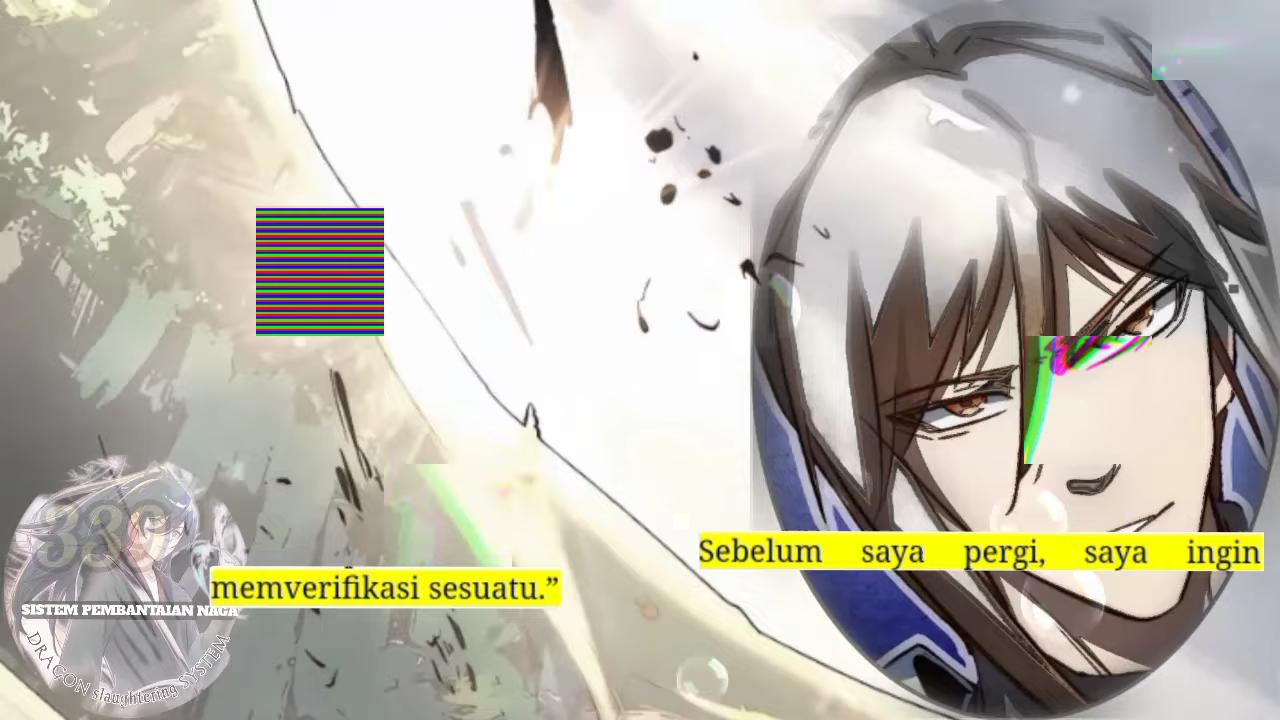 Sebelum saya pergi, saya ingin
memverifikasi sesuatu.”
SISTEM PEMBANTAIAN NAGA
DRAGON slaughtering SYSTEM